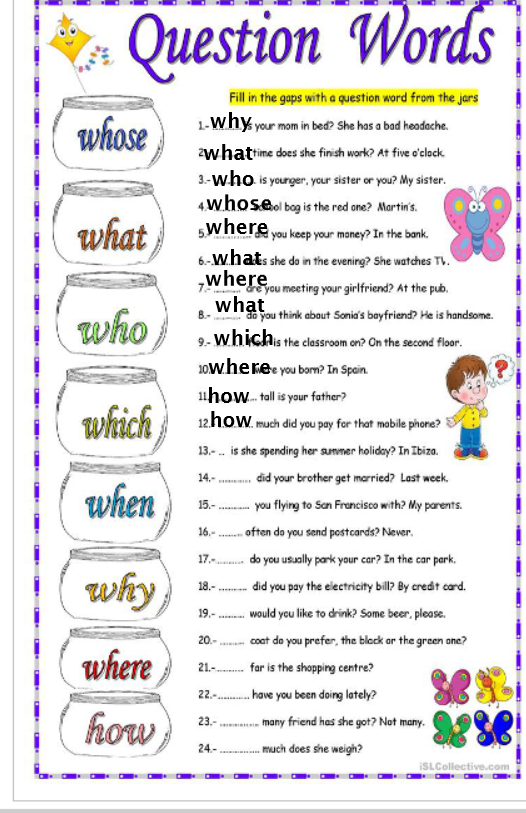 Question Words
Fill in the gaps with a question word from the jars
whose
what
who
which
when
why
where
how
1.- why is your mom in bed? She has a bad headache.
2 what time does she finish work? At five o'clock.
3.- who .. is younger, your sister or you? My sister.
4 whose school bag is the red one? Martin's.
5 where did you keep your money? In the bank.
6.- what does she do in the evening? She watches TV.
7.- where are you meeting your girlfriend? At the pub.
8.- what do you think about Sonia's boyfriend? He is handsome.
9.- which floor is the classroom on? On the second floor.
10 where were you born? In Spain.
11 how ... tall is your father?
12 how much did you pay for that mobile phone?
13.- .. is she spending her summer holiday? In Ibiza.
14.- ............ did your brother get married? Last week.
15.- ........... you flying to San Francisco with? My parents.
16.- ......... often do you send postcards? Never.
17.-.......... do you usually park your car? In the car park.
18.- ........... did you pay the electricity bill? By credit card.
19.- ......... would you like to drink? Some beer, please.
20.- ......... coat do you prefer, the black or the green one?
21.-.......... far is the shopping centre?
22.-............ have you been doing lately?
23.- ............... many friend has she got? Not many.
24.- ............... much does she weigh?
iSLCollective.com